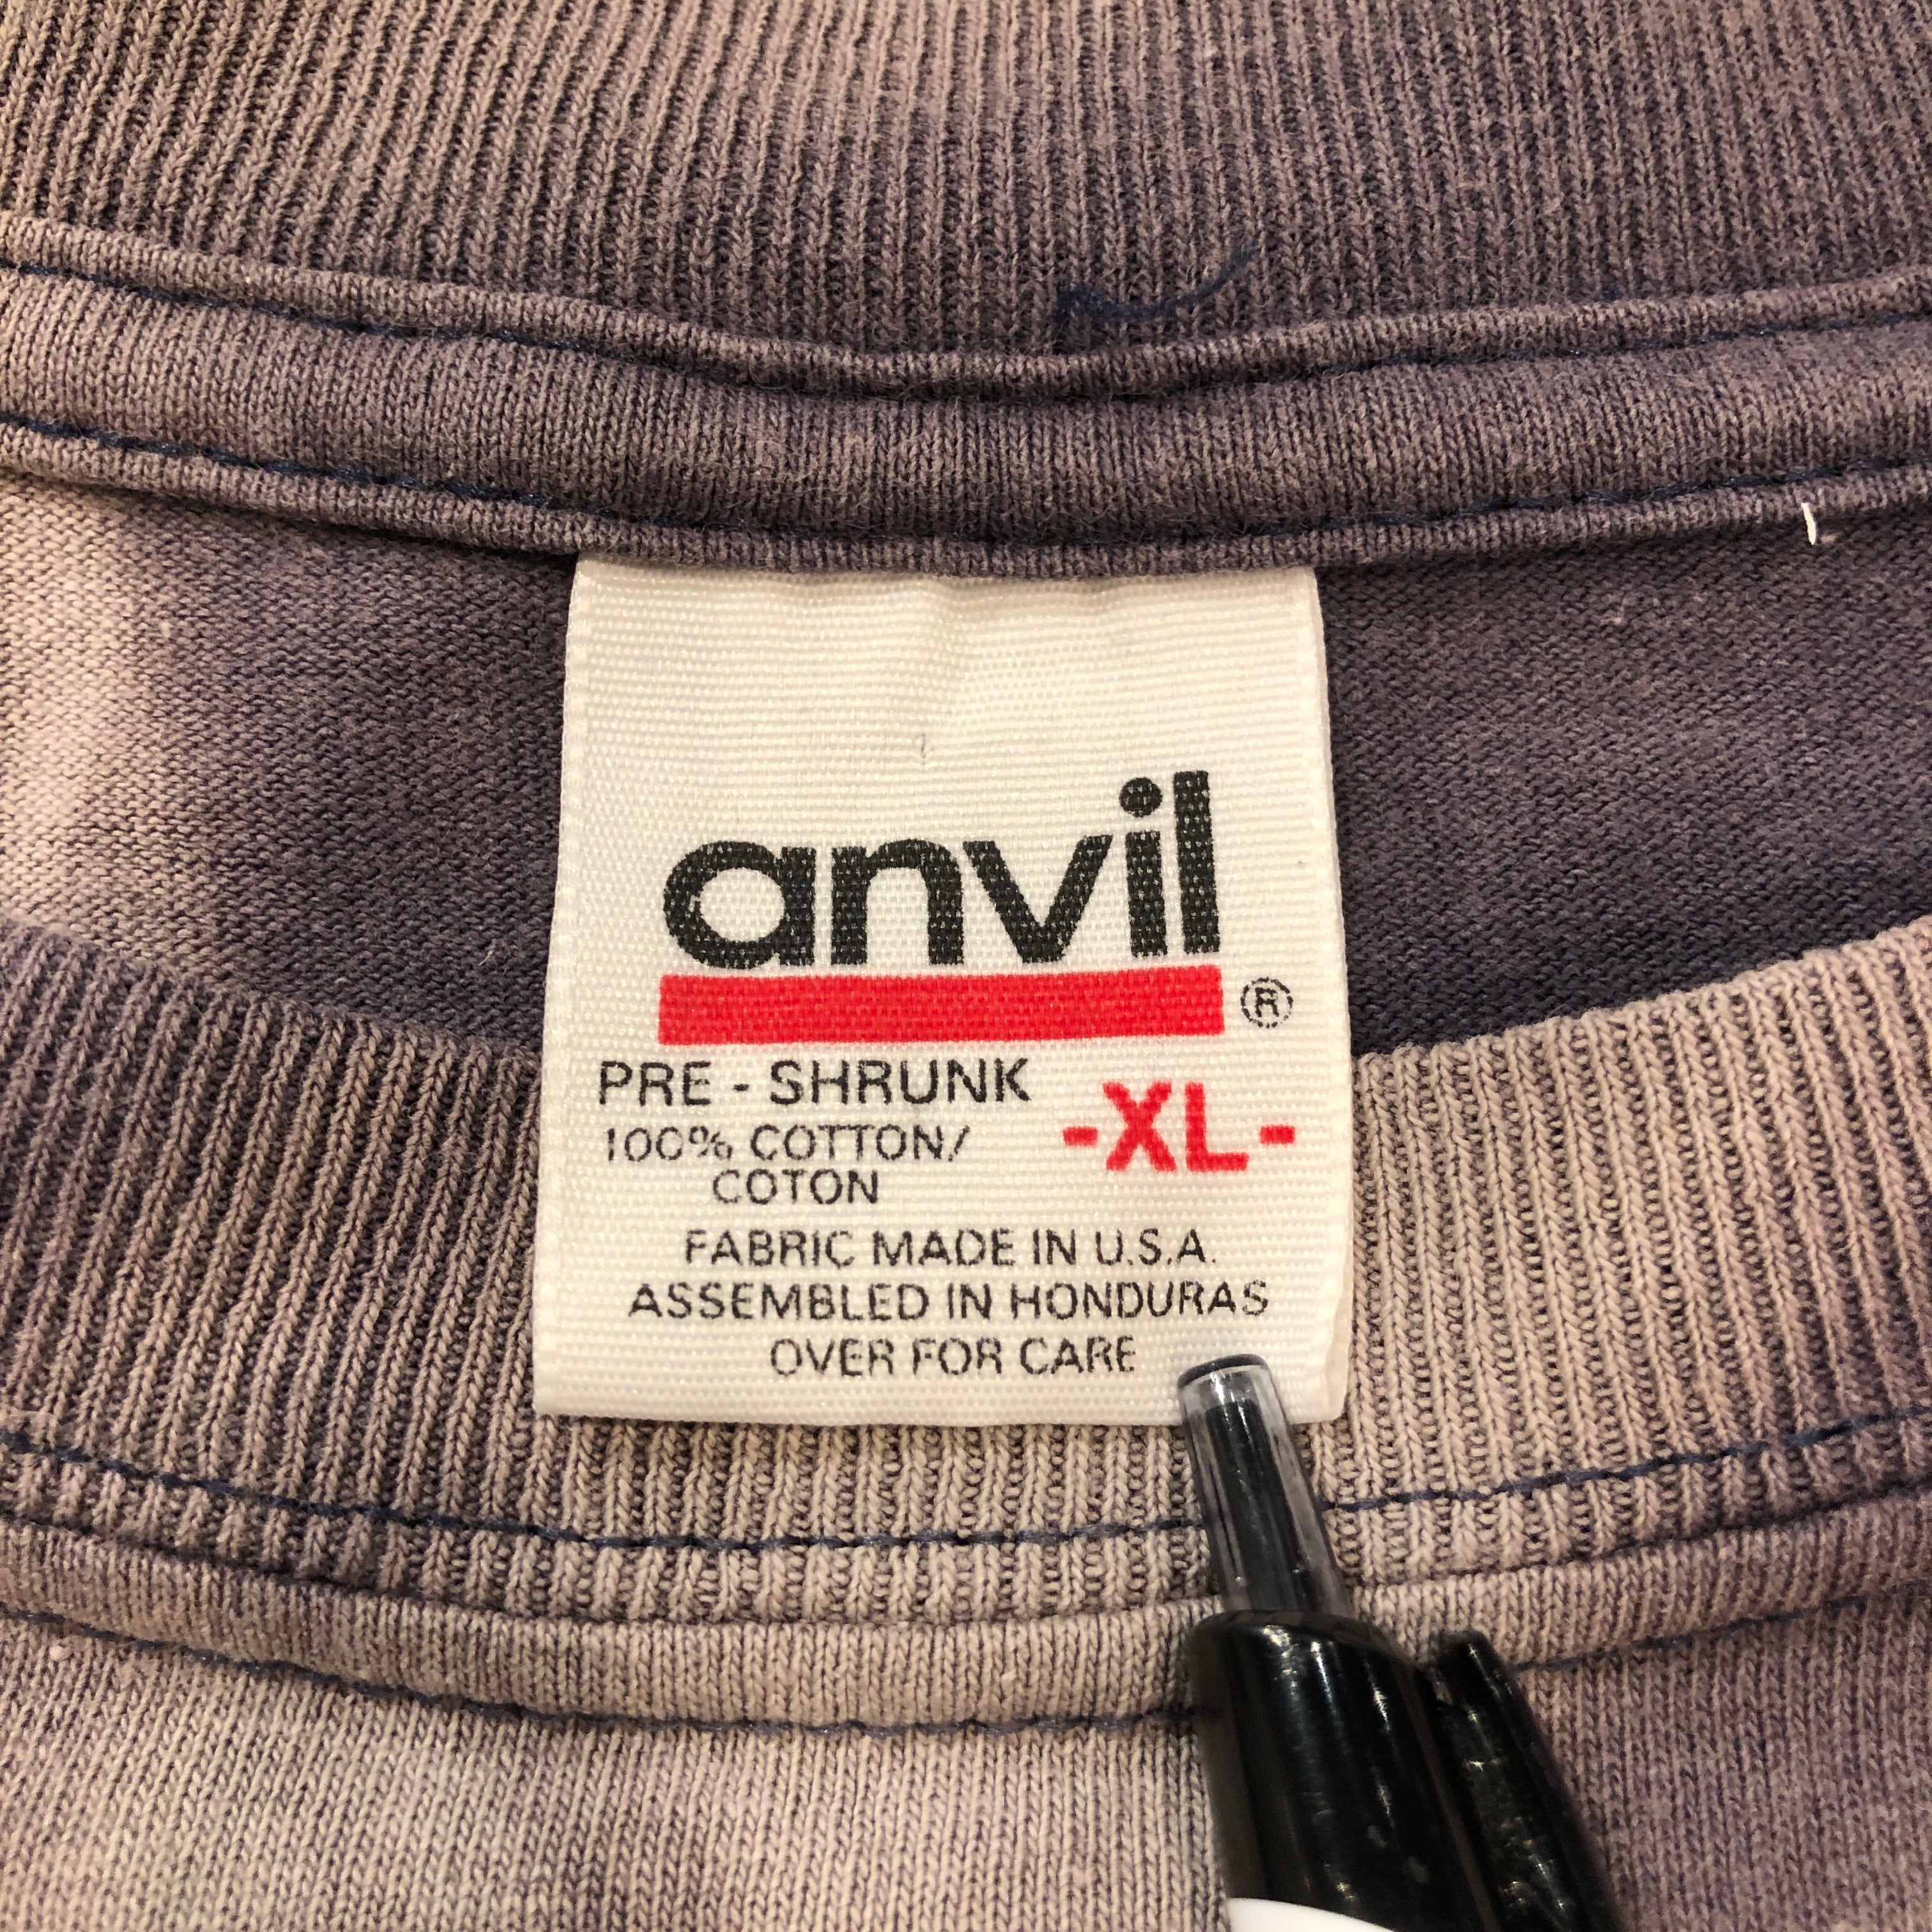 anvil
®
PRE - SHRUNK
-XL-
100% COTTON/
COTON
FABRIC MADE IN U.S.A.
ASSEMBLED IN HONDURAS
OVER FOR CARE